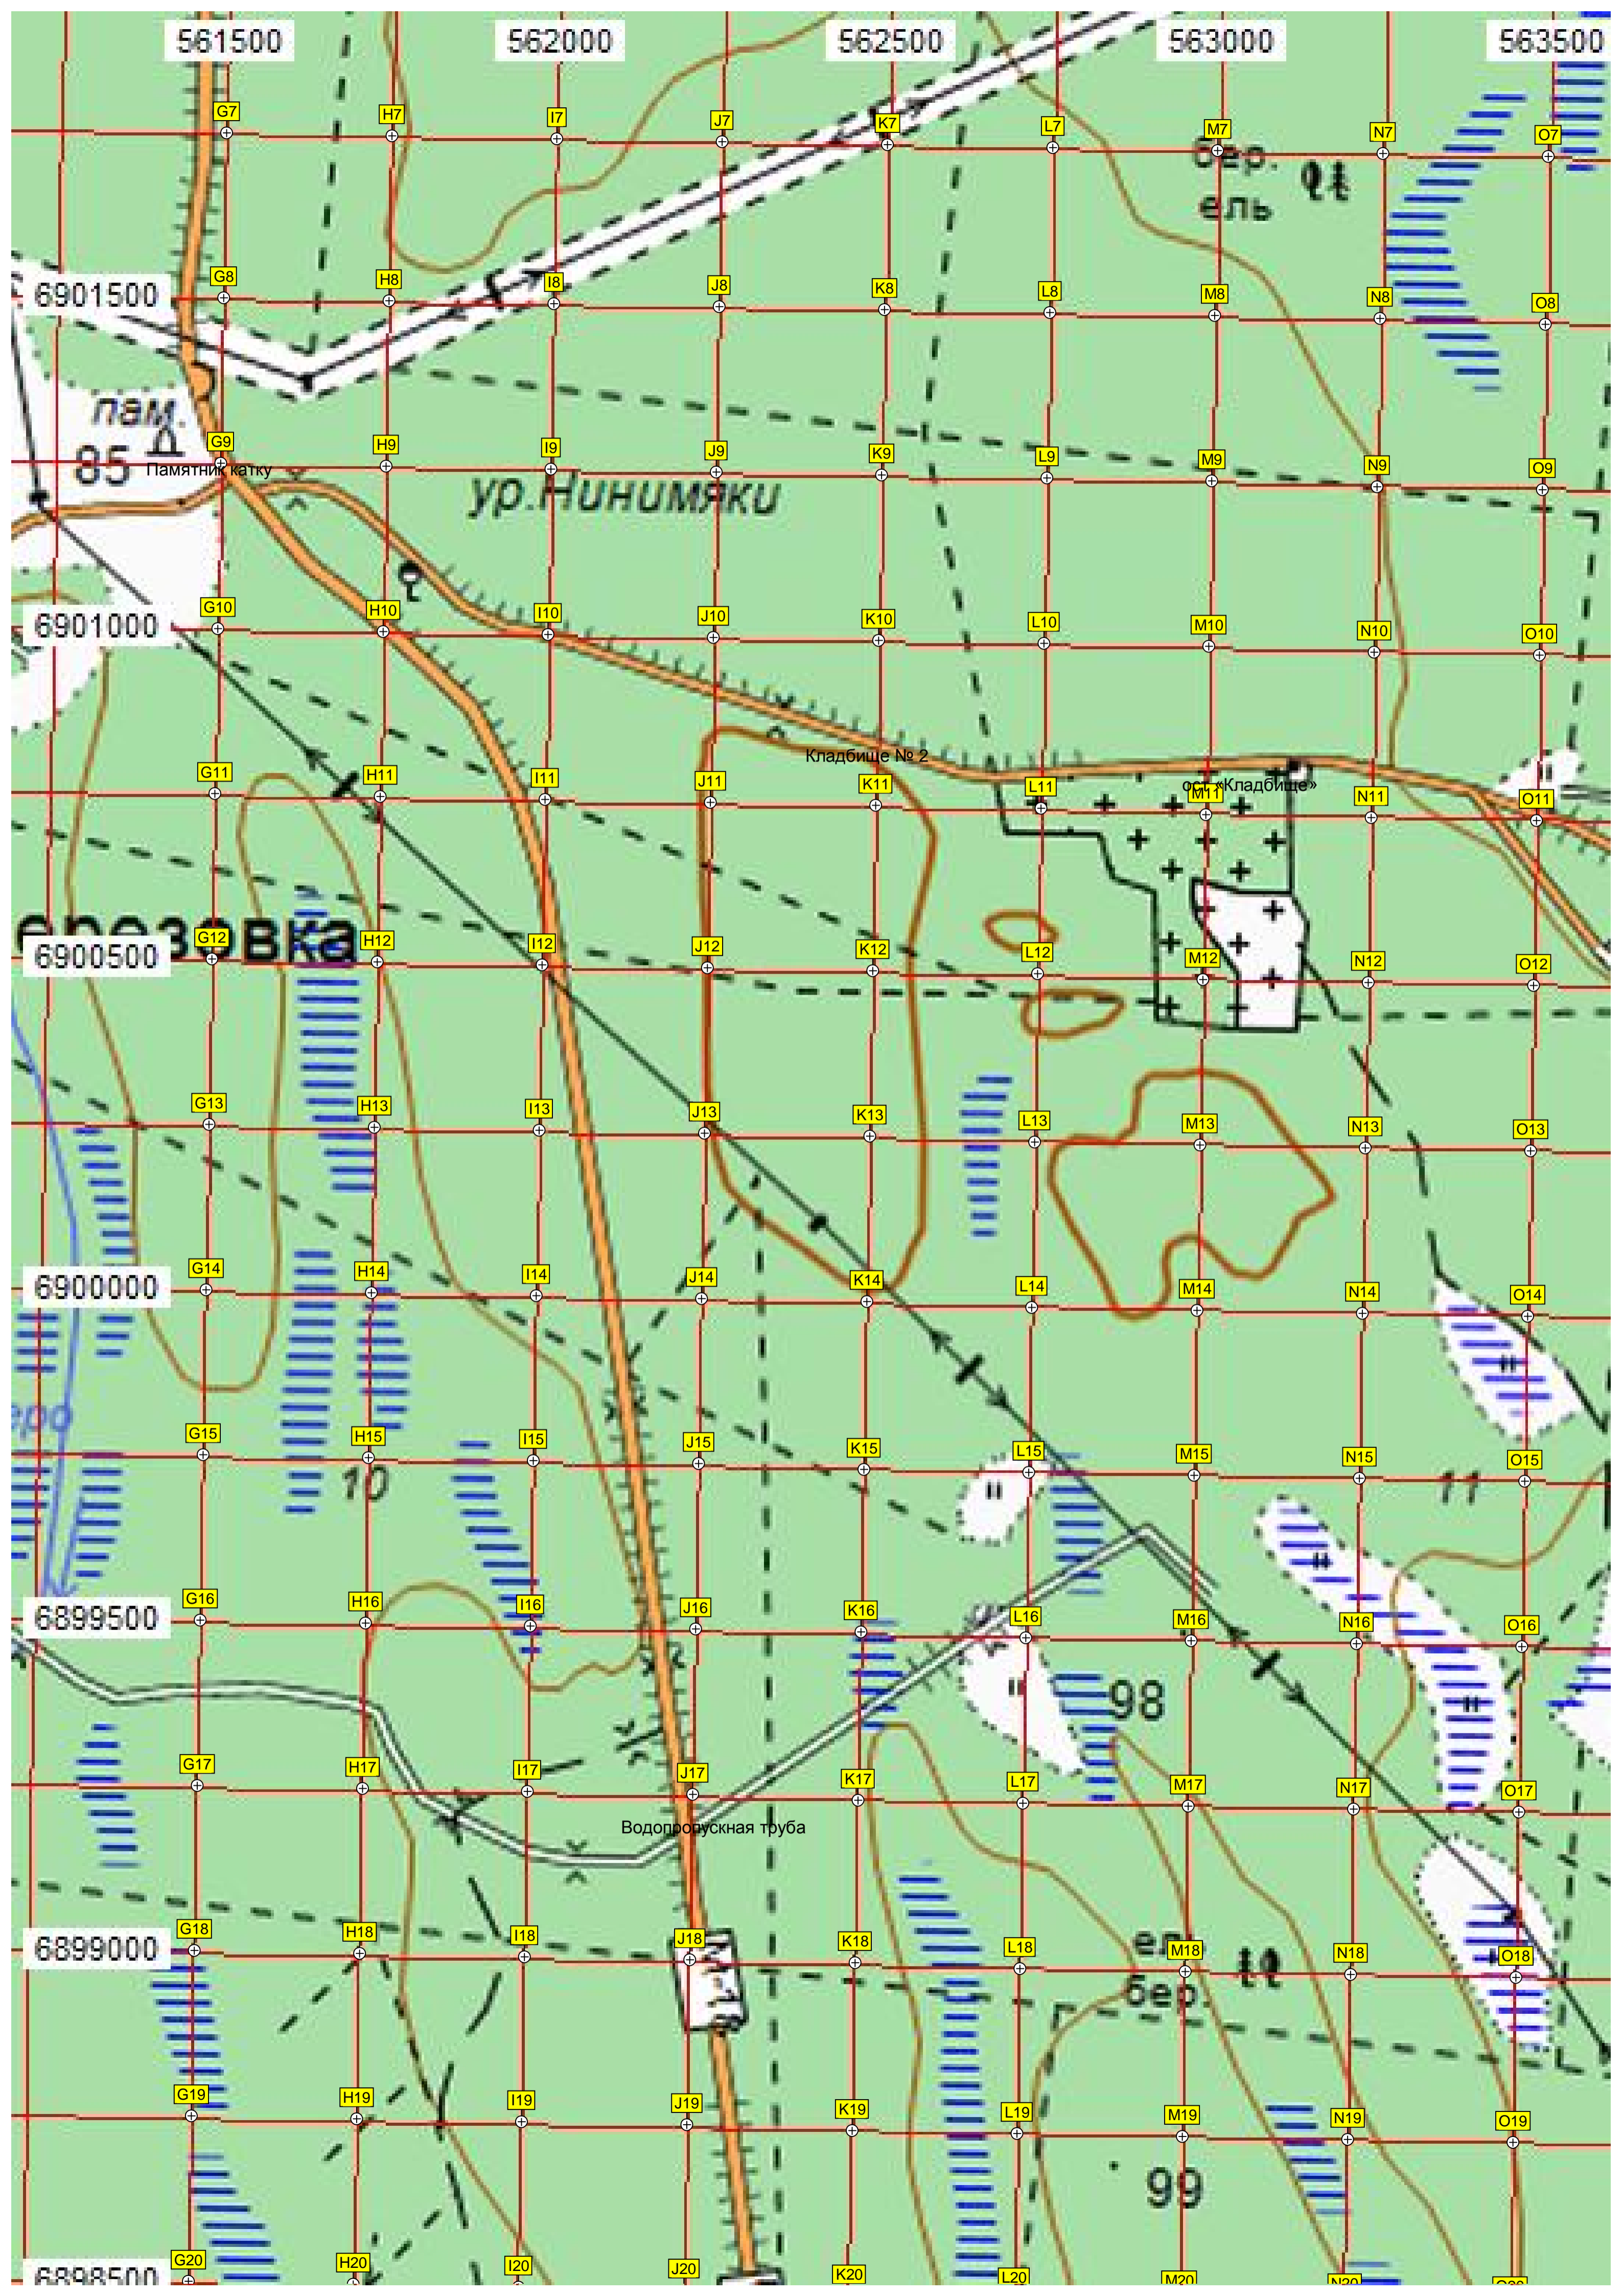 561500 562000 562500 563000 563500
G7 H7 I7 J7 K7 L7 M7 N7 O7
бер.
ель
6901500 G8 H8 I8 J8 K8 L8 M8 N8 O8
пам.
85
G9 H9 I9 J9 K9 L9 M9 N9 O9
Памятник катку
ур.Нинимяки
6901000 G10 H10 I10 J10 K10 L10 M10 N10 O10
Кладбище № 2
ост «Кладбище»
G11 H11 I11 J11 K11 L11 M11 N11 O11
ерезовка
6900500 G12 H12 I12 J12 K12 L12 M12 N12 O12
G13 H13 I13 J13 K13 L13 M13 N13 O13
6900000 G14 H14 I14 J14 K14 L14 M14 N14 O14
еро
G15 H15 I15 J15 K15 L15 M15 N15 O15
10
11
6899500 G16 H16 I16 J16 K16 L16 M16 N16 O16
98
G17 H17 I17 J17 K17 L17 M17 N17 O17
Водопропускная труба
6899000 G18 H18 I18 J18 K18 L18 M18 N18 O18
бер.
G19 H19 I19 J19 K19 L19 M19 N19 O19
99
6898500 G20 H20 I20 J20 K20 L20 M20 N20